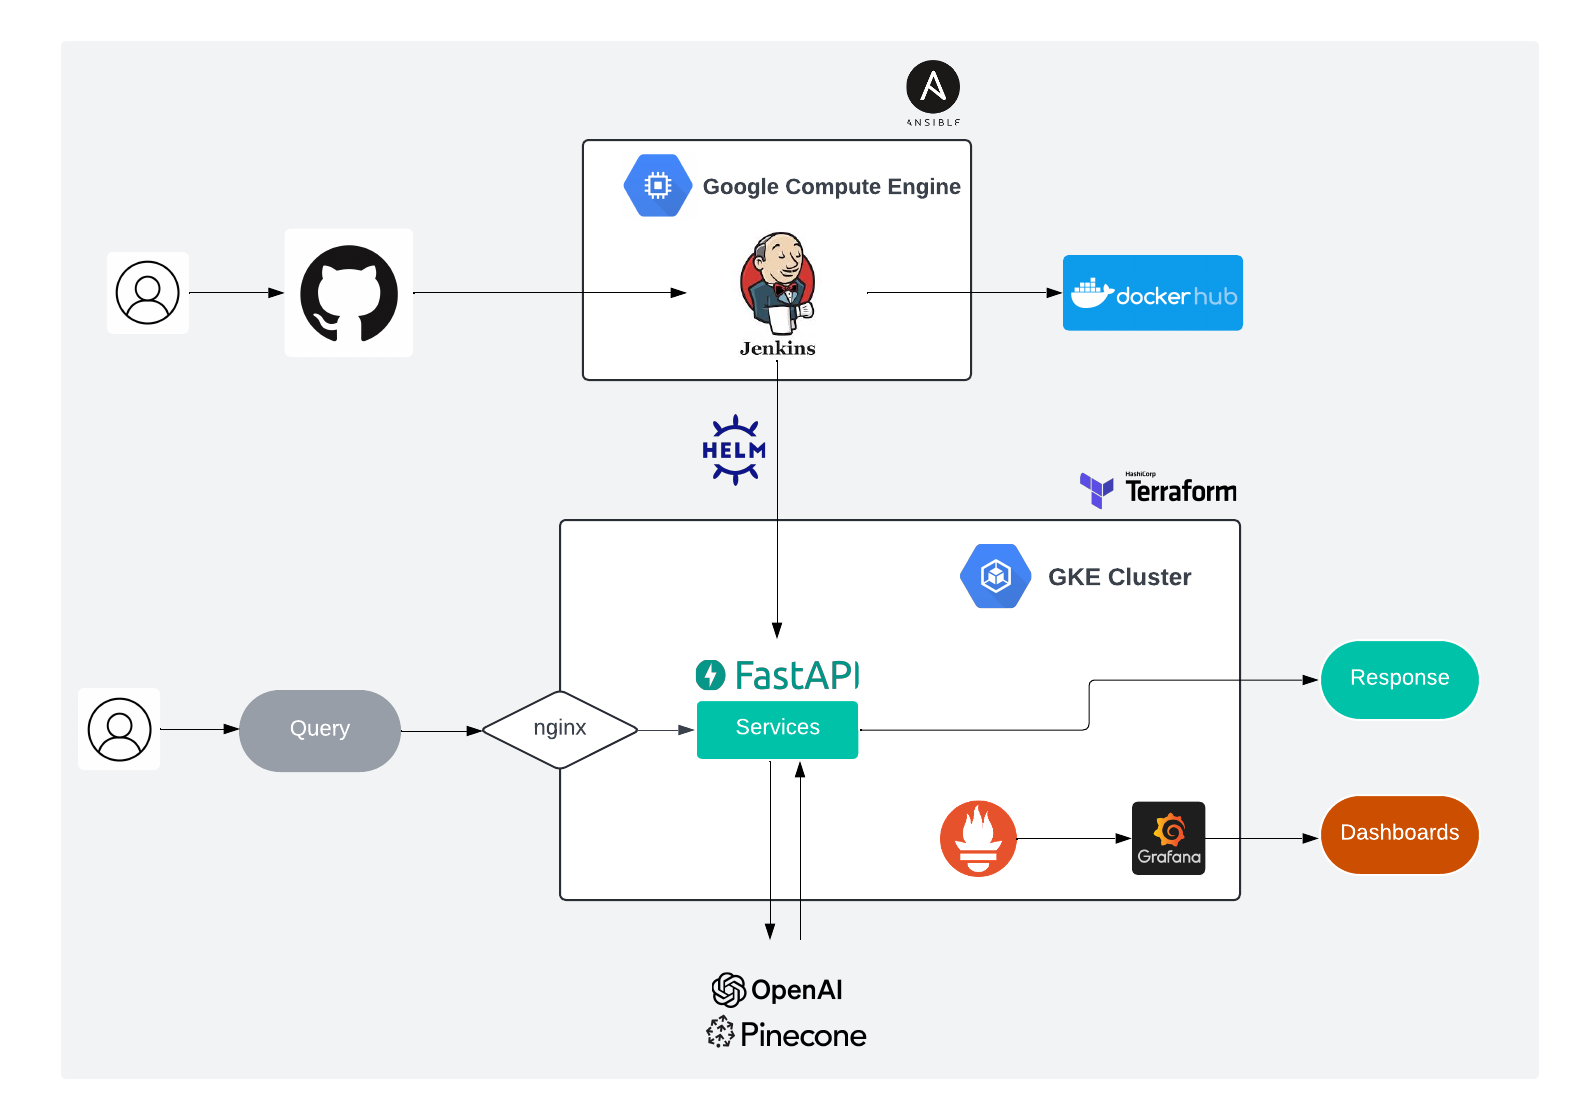 ANSIBLE
Google Compute Engine
Jenkins
docker hub
HELM
HashiCorp
Terraform
GKE Cluster
FastAPI
Services
Query
nginx
Response
Grafana
Dashboards
OpenAI
Pinecone